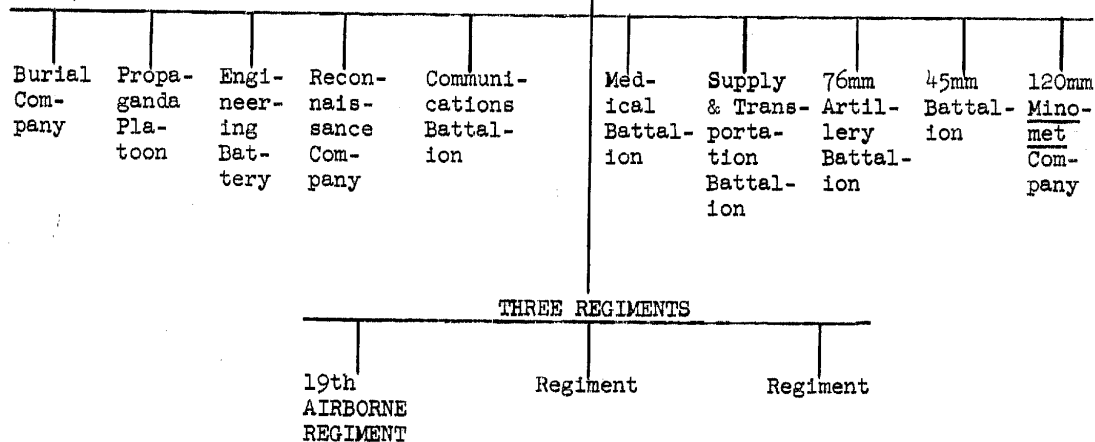 Burial
Com-
pany
Propa-
ganda
Pla-
toon
Engi-
neer-
ing
Bat-
tery
Recon-
nais-
sance
Com-
pany
Communi-
cations
Battal-
ion
Med-
ical
Battal-
ion
Supply
& Trans-
porta-
tion
Battal-
ion
76mm
Artil-
lery
Battal-
ion
45mm
Battal-
ion
120mm
Mino-
met
Com-
pany
THREE REGIMENTS
19th
AIRBORNE
REGIMENT
Regiment
Regiment